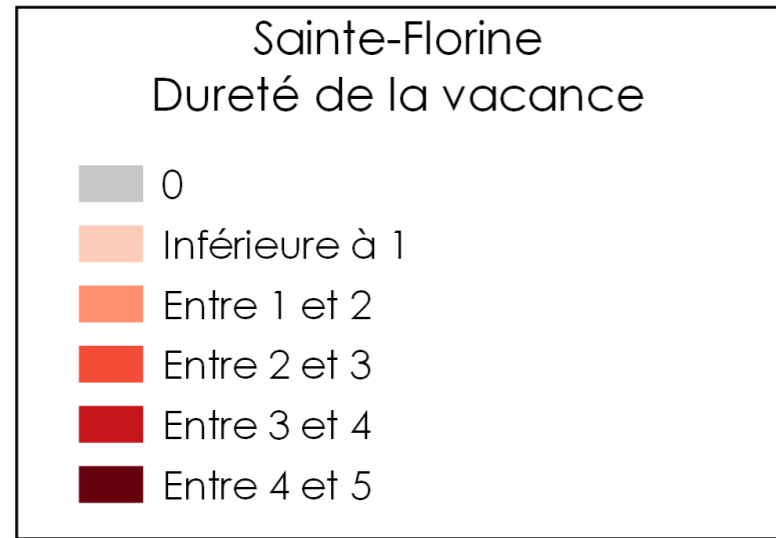 Sainte-Florine
Dureté de la vacance
0
Inférieure à 1
Entre 1 et 2
Entre 2 et 3
Entre 3 et 4
Entre 4 et 5